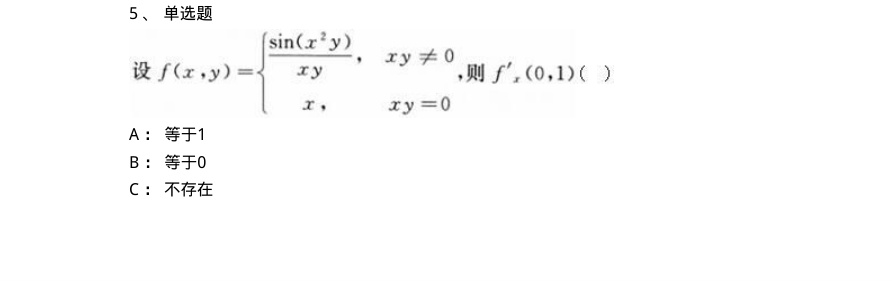 5、 单选题
设 f(x,y)={ sin(x²y)/xy, xy≠0
x, xy=0 ,则 f′ₓ(0,1)( )
A： 等于1
B： 等于0
C： 不存在